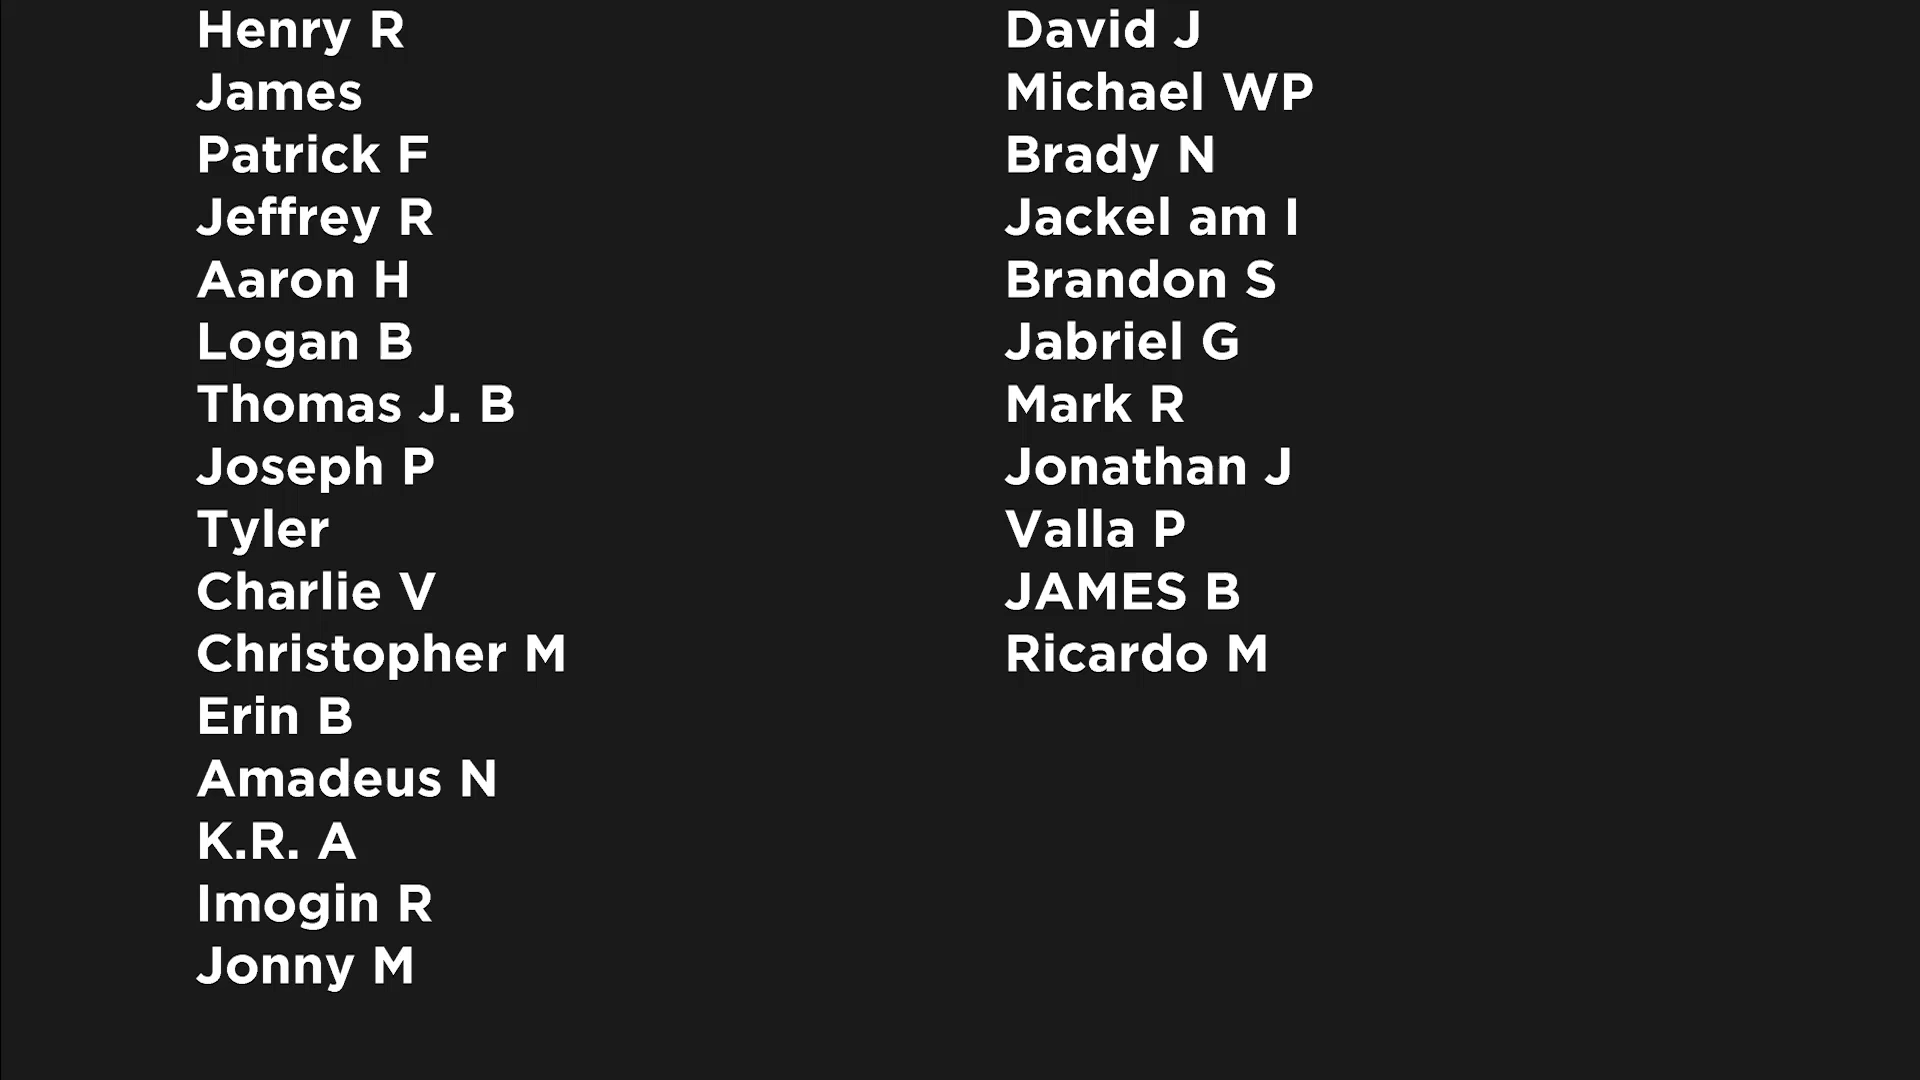 Henry R
James
Patrick F
Jeffrey R
Aaron H
Logan B
Thomas J. B
Joseph P
Tyler
Charlie V
Christopher M
Erin B
Amadeus N
K.R. A
Imogin R
Jonny M
David J
Michael WP
Brady N
Jackel am I
Brandon S
Jabriel G
Mark R
Jonathan J
Valla P
JAMES B
Ricardo M